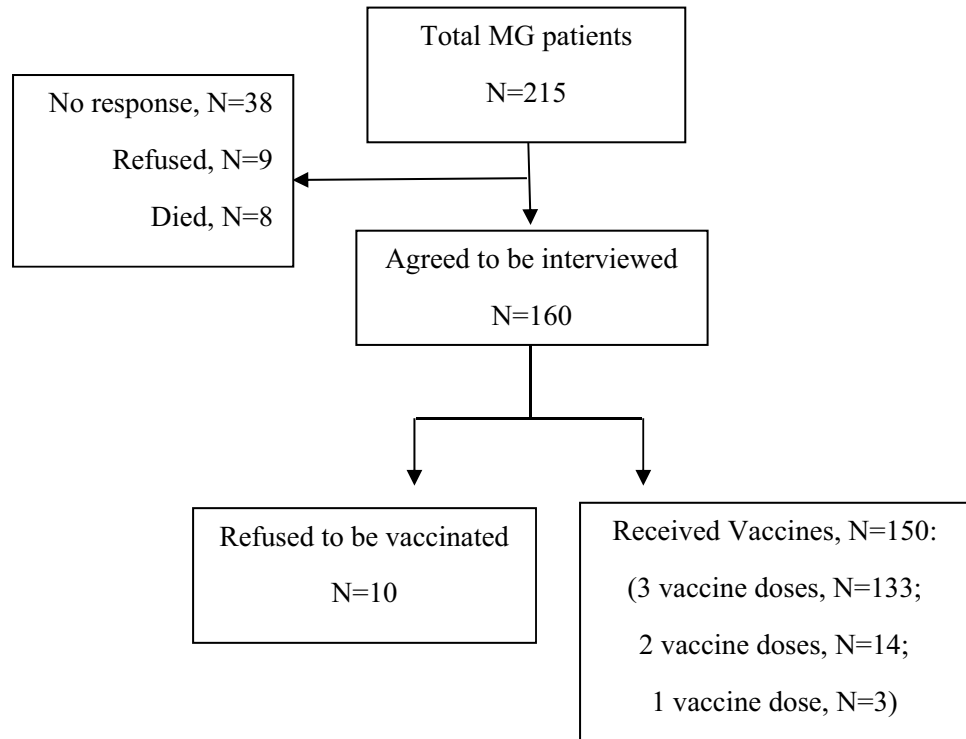 Total MG patients
N=215
No response, N=38
Refused, N=9
Died, N=8
Agreed to be interviewed
N=160
Refused to be vaccinated
N=10
Received Vaccines, N=150:
(3 vaccine doses, N=133;
2 vaccine doses, N=14;
1 vaccine dose, N=3)